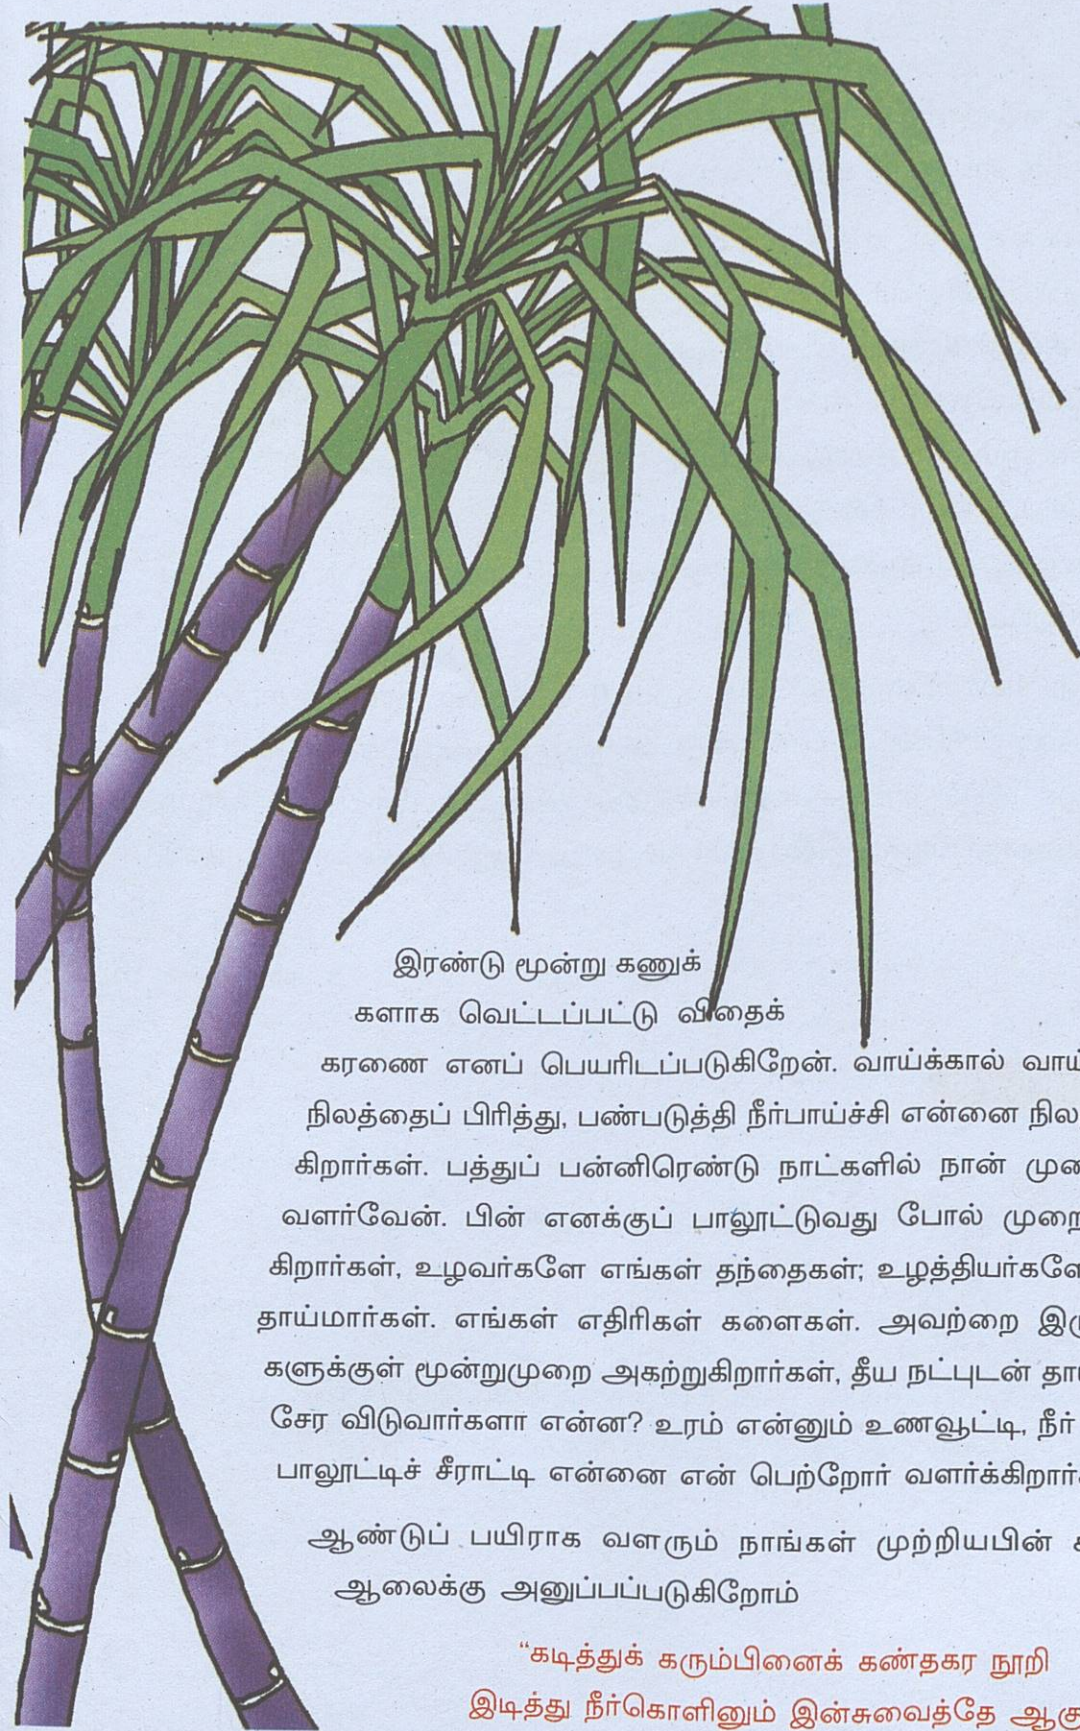 இரண்டு மூன்று கணுக்
களாக வெட்டப்பட்டு விதைக்
கரணை எனப் பெயரிடப்படுகிறேன். வாய்க்கால்
நிலத்தைப் பிரித்து, பண்படுத்தி நீர்பாய்ச்சி என்னை
கிறார்கள். பத்துப் பன்னிரெண்டு நாட்களில் நான்
வளர்வேன். பின் எனக்குப் பாலூட்டுவது போல்
கிறார்கள், உழவர்களே எங்கள் தந்தைகள்;
தாய்மார்கள். எங்கள் எதிரிகள் களைகள். அவற்றை
களுக்குள் மூன்றுமுறை அகற்றுகிறார்கள், தீய நட்புடன்
சேர விடுவார்களா என்ன? உரம் என்னும் உணவூட்டி, நீர்
பாலூட்டிச் சீராட்டி என்னை என் பெற்றோர்
ஆண்டுப் பயிராக வளரும் நாங்கள் முற்றியபின்
ஆலைக்கு அனுப்பப்படுகிறோம்
“கடித்துக் கரும்பினைக் கண்தகர நூறி
இடித்து நீர்கொளினும் இன்சுவைத்தே